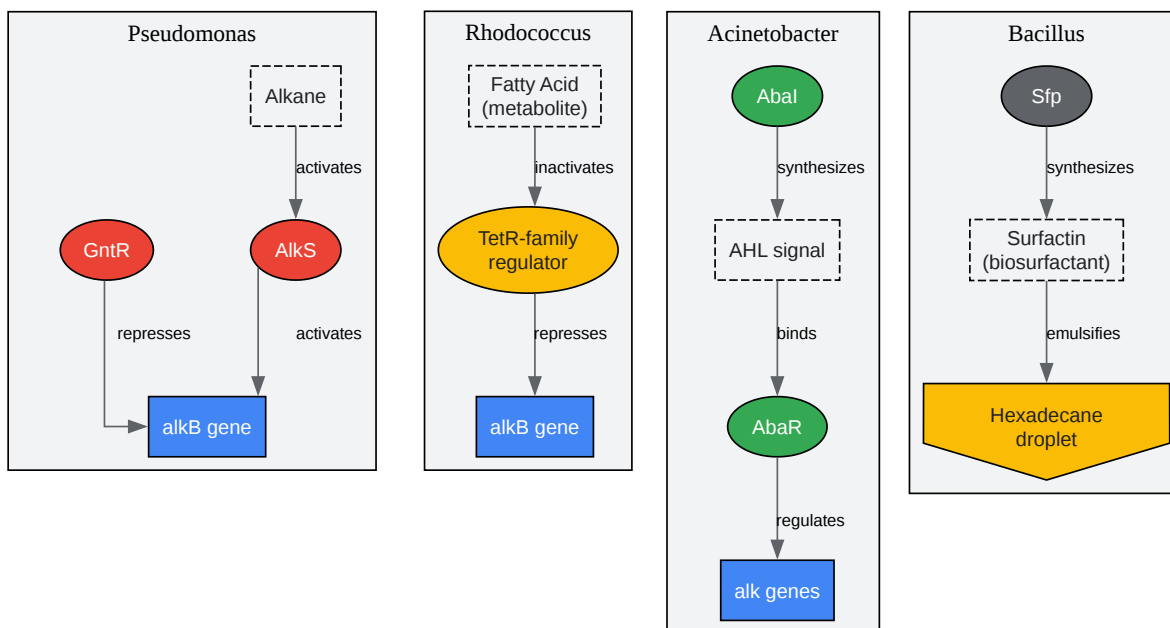 Pseudomonas
Alkane
activates
GntR
AlkS
represses
activates
alkB gene
Rhodococcus
Fatty Acid
(metabolite)
inactivates
TetR-family
regulator
represses
alkB gene
Acinetobacter
AbaI
synthesizes
AHL signal
binds
AbaR
regulates
alk genes
Bacillus
Sfp
synthesizes
Surfactin
(biosurfactant)
emulsifies
Hexadecane
droplet